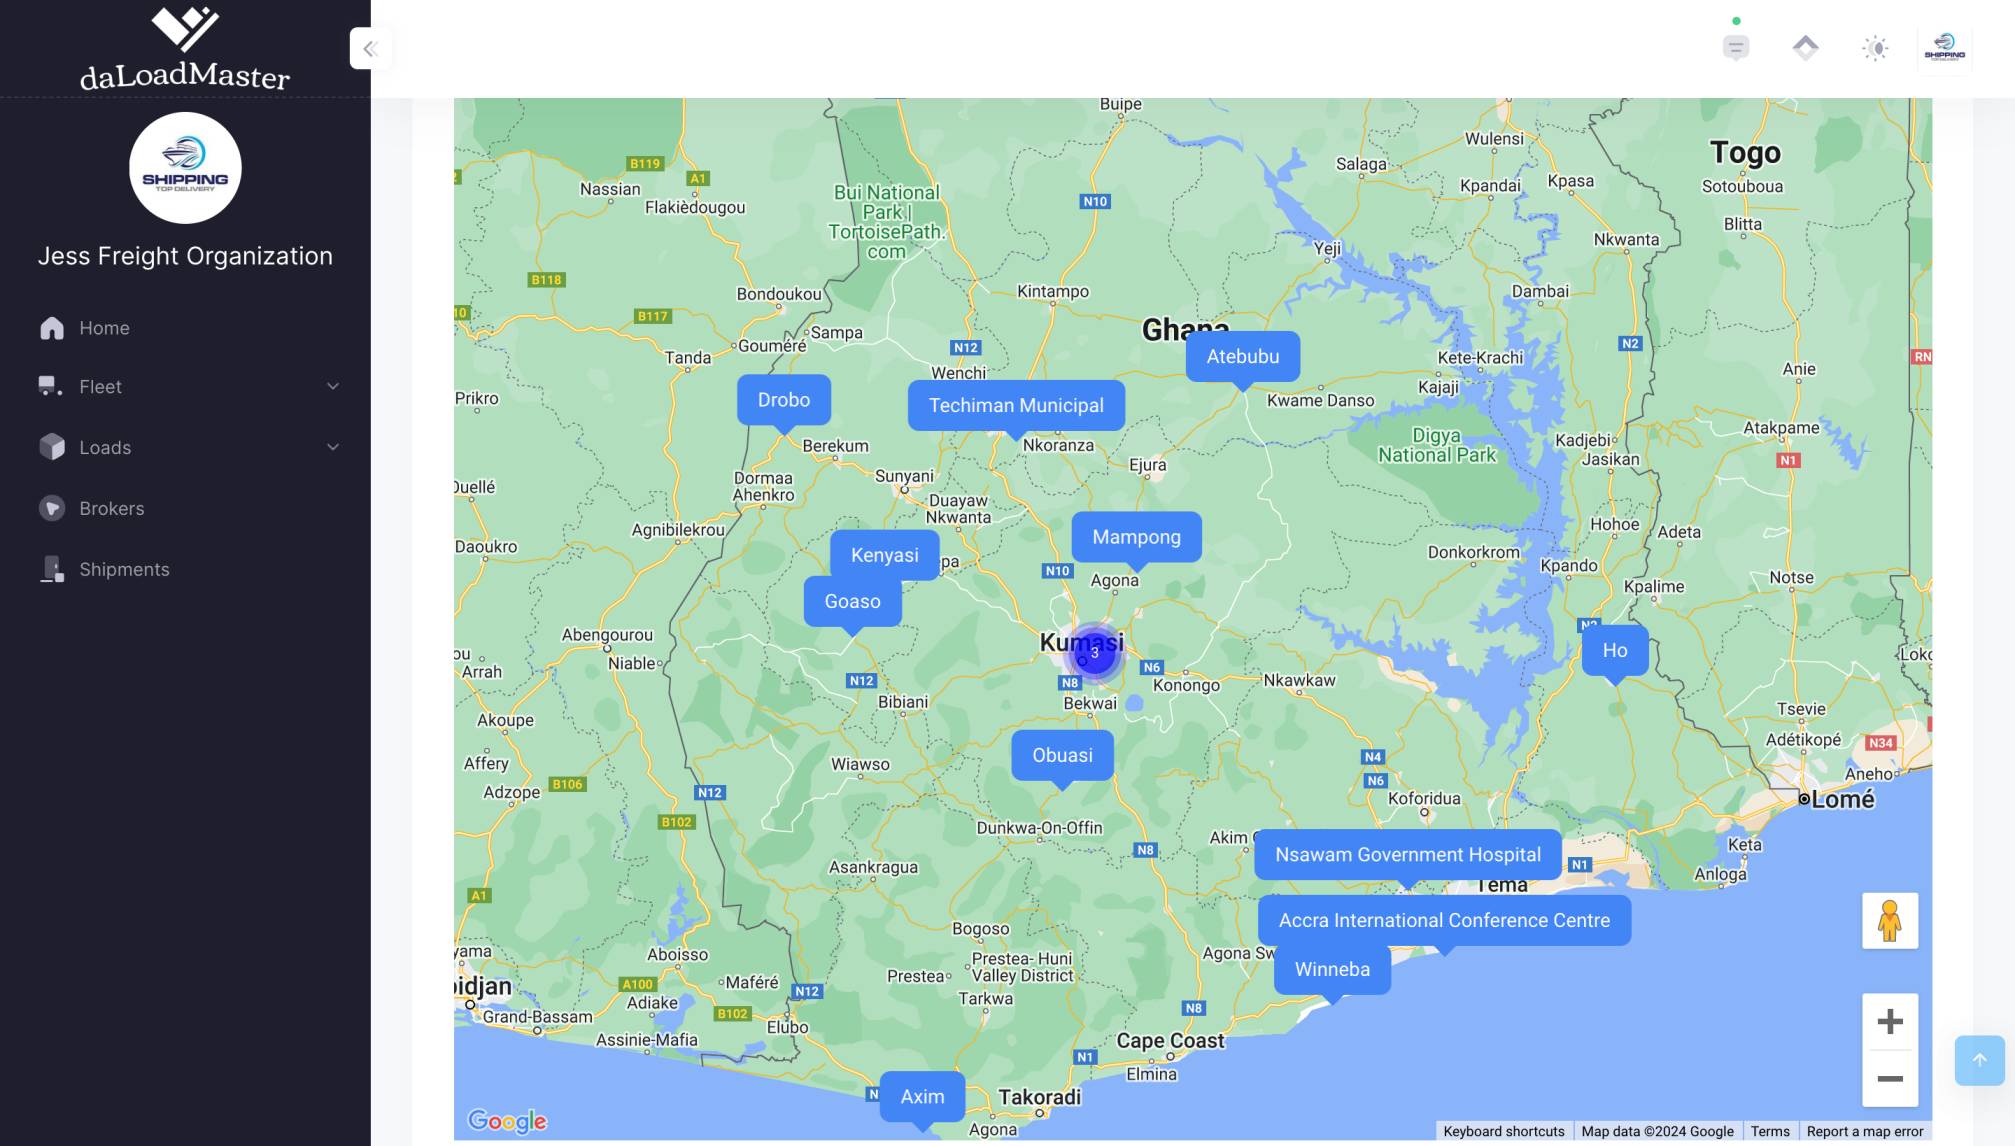 daLoadMaster
SHIPPING
TOP DELIVERY
Jess Freight Organization
Home
Fleet
Loads
Brokers
Shipments
SHIPPING
TOP DELIVERY
Buipe
Wulensi
Togo
Salaga
B119
Nassian
A1
Flakièdougou
Bui National
Park |
TortoisePath.
com
N10
Kpandai
Kpasa
Sotouboua
Blitta
Yeji
Nkwanta
B118
Bondoukou
Kintampo
Dambai
10
B117
Sampa
Ghana
Gouméré
N12
Tanda
Wenchi
Atebubu
Kete-Krachi
N2
RN
Kajaji
Anie
Prikro
Drobo
Techiman Municipal
Kwame Danso
Berekum
Nkoranza
Digya
National Park
Kadjebi
Jasikan
Atakpame
N1
Ejura
Sunyani
Dormaa
Ahenkro
Duayaw
Nkwanta
Agnibilekrou
Mampong
Hohoe
Adeta
Daoukro
Kenyasi
pa
N10
Agona
Donkorkrom
Kpando
Kpalime
Notse
Goaso
Abengourou
Kumasi
3
N2
Ho
Niable
Arrah
N12
N8
N6
Konongo
Nkawkaw
Bibiani
Bekwai
Akoupe
Tsevie
Adétikopé
N34
Affery
Wiawso
Obuasi
N4
N6
Aneho
Adzope
B106
N12
Koforidua
Lomé
B102
Dunkwa-On-Offin
Akim
N8
Nsawam Government Hospital
N1
Keta
Asankragua
Anloga
Tema
A1
Accra International Conference Centre
Bogoso
Aboisso
Prestea
Prestea- Huni
Valley District
Agona Sw
Winneba
A100
Maféré
N12
Adiake
Tarkwa
Grand-Bassam
B102
Elubo
N8
Assinie-Mafia
Cape Coast
N1
Elmina
Axim
Takoradi
Agona
Google
Keyboard shortcuts
Map data ©2024 Google
Terms
Report a map error